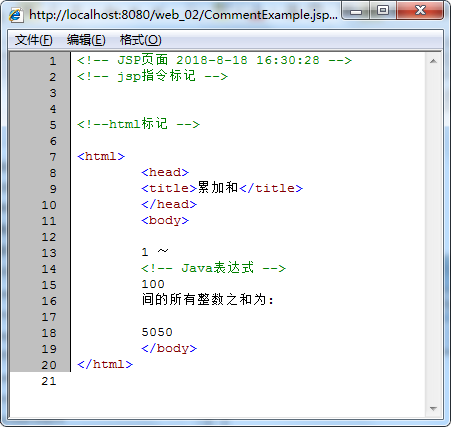 http://localhost:8080/web_02/CommentExample.jsp...
文件(F) 编辑(E) 格式(O)
1 <!-- JSP页面 2018-8-18 16:30:28 -->
2 <!-- jsp指令标记 -->
3
4
5 <!--html标记 -->
6
7 <html>
8 <head>
9 <title>累加和</title>
10 </head>
11 <body>
12
13 1 ～
14 <!-- Java表达式 -->
15 100
16 间的所有整数之和为：
17
18 5050
19 </body>
20 </html>
21